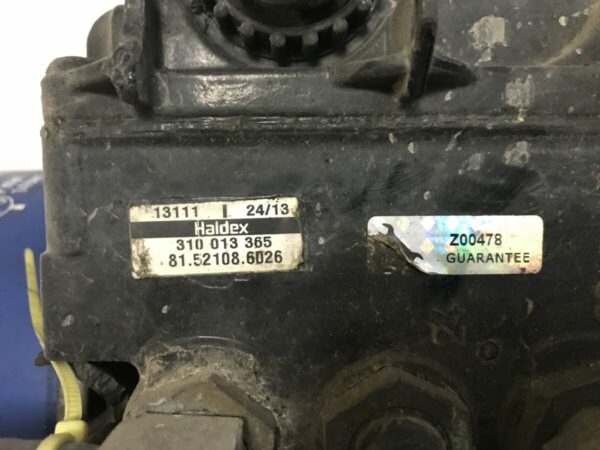 13111 I 24/13
Haldex
310 013 365
81.52108.6026
Z00478
GUARANTEE